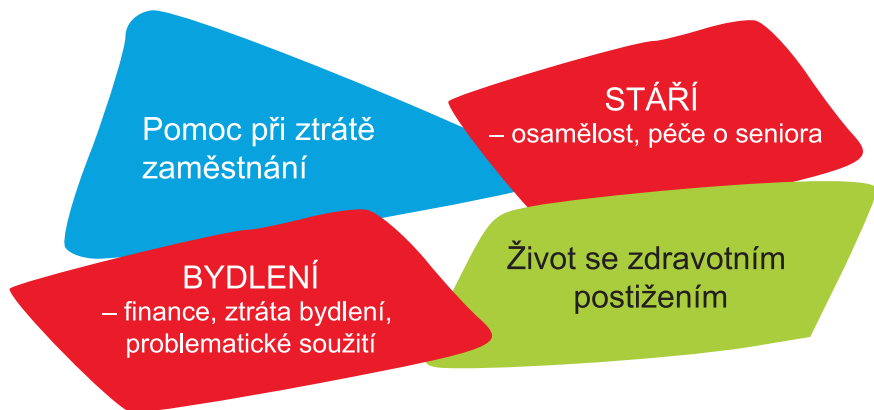 Pomoc při ztrátě
zaměstnání
STÁŘÍ
– osamělost, péče o seniora
BYDLENÍ
– finance, ztráta bydlení,
problematické soužití
Život se zdravotním
postižením